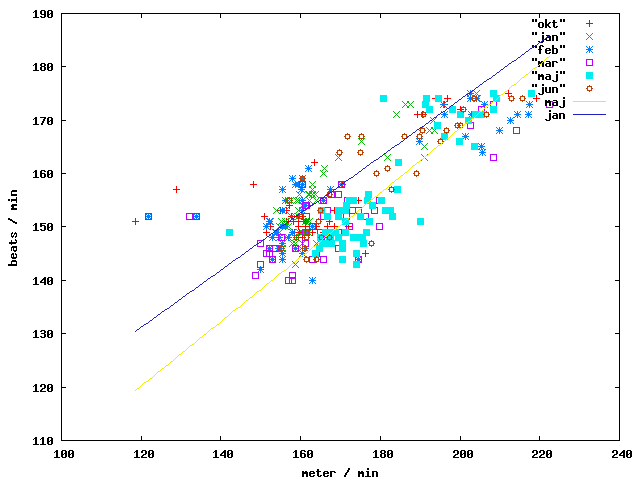 190
180
170
160
150
140
130
120
110
beats / min
100 120 140 160 180 200 220 240
meter / min
"okt"
"jan"
"feb"
"mar"
"maj"
"jun"
maj
jan